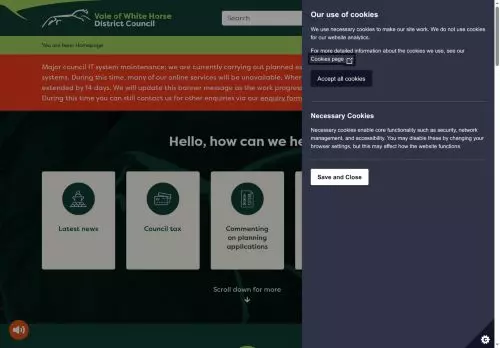 Vale of White Horse
District Council
Search
You are here: Homepage
Major council IT system maintenance: we are currently carrying out planned es
systems. During this time, many of our online services will be unavailable. Wher
extended by 14 days. We will update this banner message as the work progres
During this time you can still contact us for other enquiries via our enquiry form
Hello, how can we he
Latest news
Council tax
Commenting
on planning
applications
Scroll down for more
Our use of cookies
We use necessary cookies to make our site work. We do not use cookies
for our website analytics.
For more detailed information about the cookies we use, see our
Cookies page
Accept all cookies
Necessary Cookies
Necessary cookies enable core functionality such as security, network
management, and accessibility. You may disable these by changing your
browser settings, but this may affect how the website functions.
Save and Close